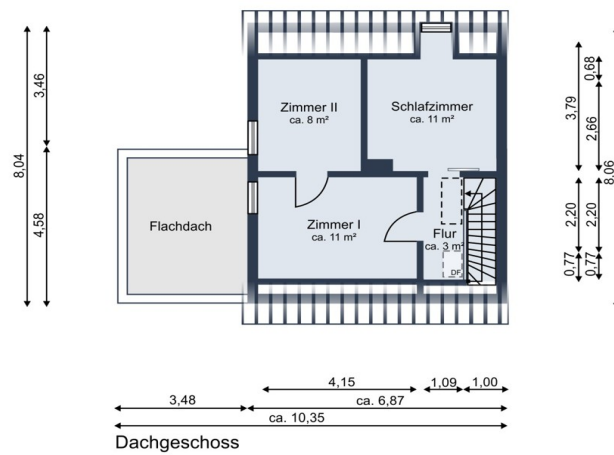 Zimmer II
ca. 8 m²
Schlafzimmer
ca. 11 m²
Flachdach
Zimmer I
ca. 11 m²
Flur
ca. 3 m²
DF
8,04
3,46
4,58
3,79
0,68
2,66
8,06
2,20
2,20
0,77
0,77
4,15
1,09
1,00
3,48
ca. 6,87
ca. 10,35
Dachgeschoss